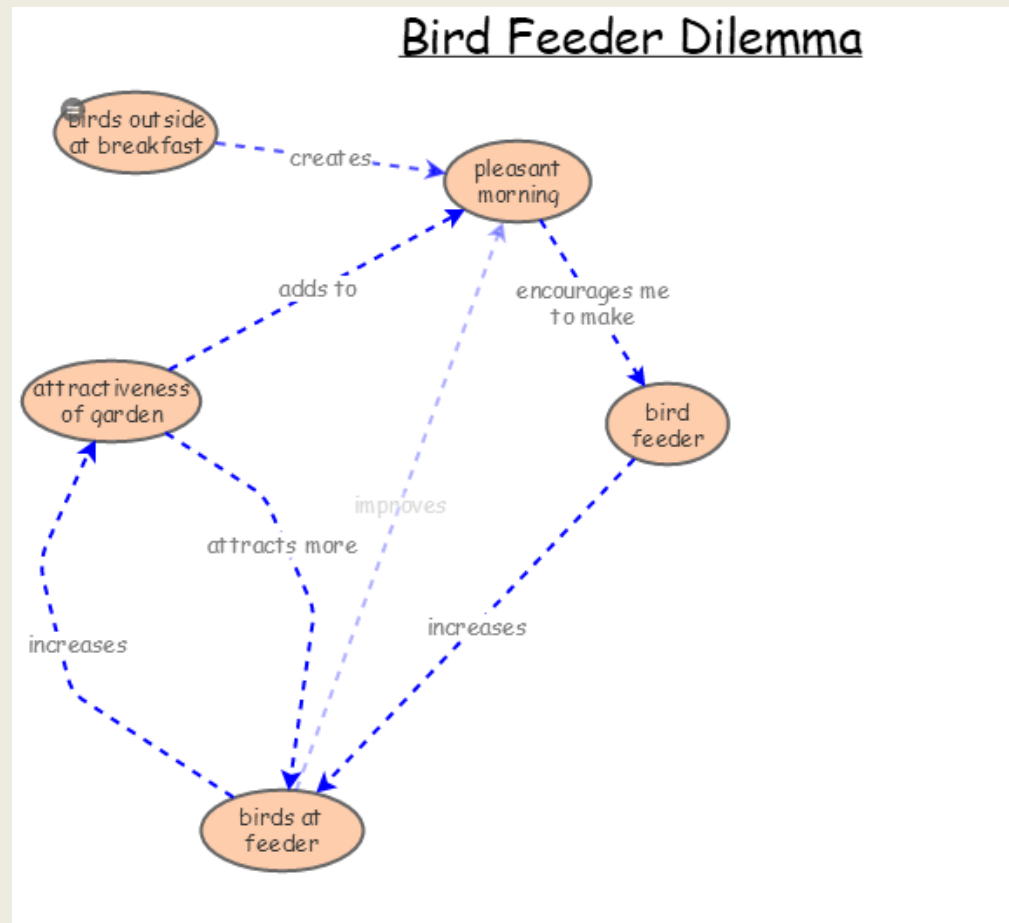 Bird Feeder Dilemma
birds outside
at breakfast
creates
pleasant
morning
adds to
encourages me
to make
attractiveness
of garden
bird
feeder
improves
attracts more
increases
increases
birds at
feeder